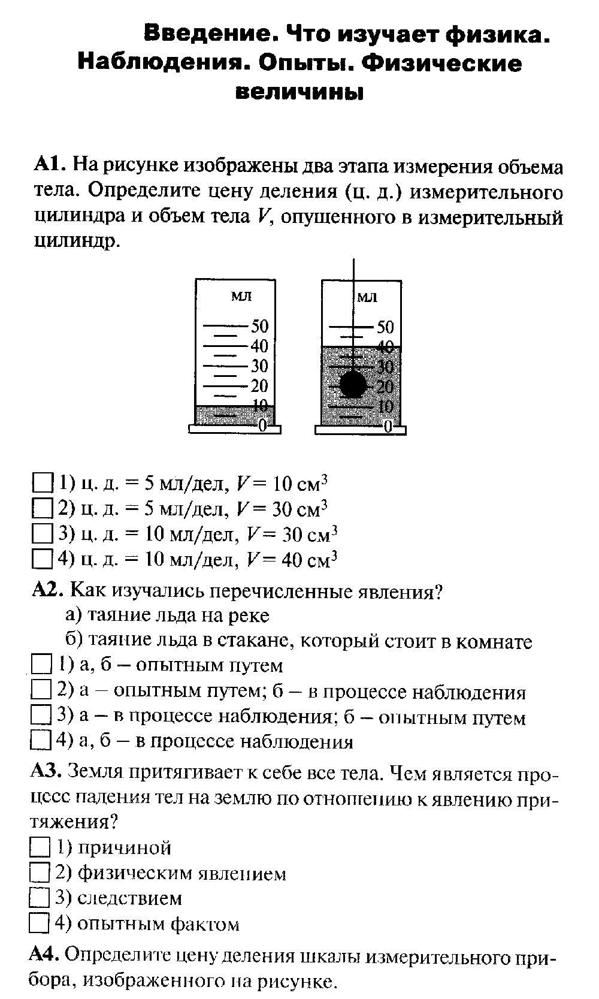 Введение. Что изучает физика.
Наблюдения. Опыты. Физические
величины
А1. На рисунке изображены два этапа измерения объема
тела. Определите цену деления (ц. д.) измерительного
цилиндра и объем тела V, опущенного в измерительный
цилиндр.
мл
50
40
30
20
10
0
мл
50
40
30
20
10
0
1) ц. д. = 5 мл/дел, V = 10 см³
2) ц. д. = 5 мл/дел, V = 30 см³
3) ц. д. = 10 мл/дел, V = 30 см³
4) ц. д. = 10 мл/дел, V = 40 см³
А2. Как изучались перечисленные явления?
а) таяние льда на реке
б) таяние льда в стакане, который стоит в комнате
1) а, б – опытным путем
2) а – опытным путем; б – в процессе наблюдения
3) а – в процессе наблюдения; б – опытным путем
4) а, б – в процессе наблюдения
А3. Земля притягивает к себе все тела. Чем является про-
цесс падения тел на землю по отношению к явлению при-
тяжения?
1) причиной
2) физическим явлением
3) следствием
4) опытным фактом
А4. Определите цену деления шкалы измерительного при-
бора, изображенного на рисунке.